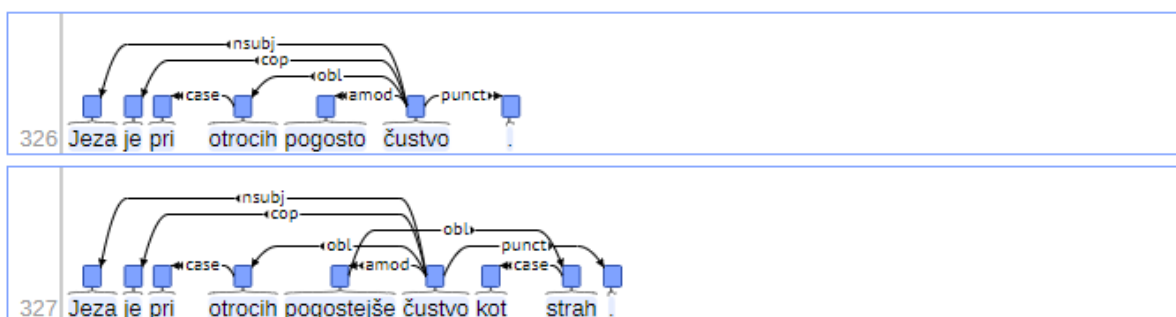 nsubj
cop
obl
case amod punct
326 Jeza je pri otrocih pogosto čustvo .
nsubj
cop
obl
obl punct
case amod case
327 Jeza je pri otrocih pogostejše čustvo kot strah .